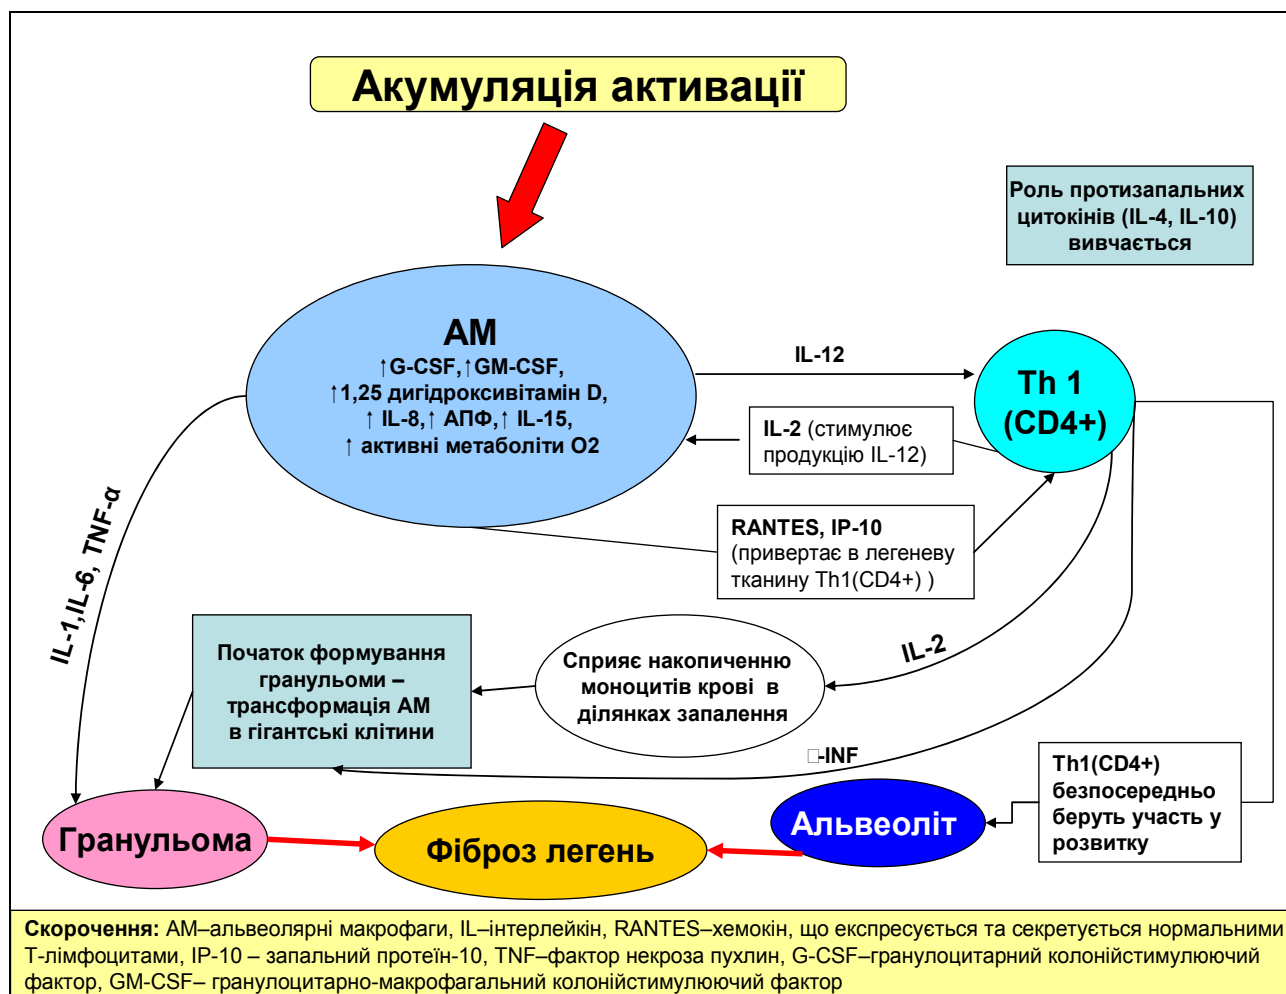 Акумуляція активації
Роль протизапальних
цитокінів (IL-4, IL-10)
вивчається
АМ
↑G-CSF,↑GM-CSF,
↑1,25 дигідроксивітамін D,
↑ IL-8,↑ АПФ,↑ IL-15,
↑ активні метаболіти О2
IL-12
Th 1
(CD4+)
IL-2 (стимулює
продукцію IL-12)
RANTES, IP-10
(привертає в легеневу
тканину Th1(CD4+) )
IL-1,IL-6, TNF-α
IL-2
Початок формування
гранульоми –
трансформація АМ
в гігантські клітини
Сприяє накопиченню
моноцитів крові в
ділянках запалення
□-INF
Th1(CD4+)
безпосередньо
беруть участь у
розвитку
Гранульома
Фіброз легень
Альвеоліт
Скорочення: АМ–альвеолярні макрофаги, IL–інтерлейкін, RANTES–хемокін, що експресується та секретується нормальними
Т-лімфоцитами, IP-10 – запальний протеїн-10, TNF–фактор некроза пухлин, G-CSF–гранулоцитарний колонійстимулюючий
фактор, GM-CSF– гранулоцитарно-макрофагальний колонійстимулюючий фактор